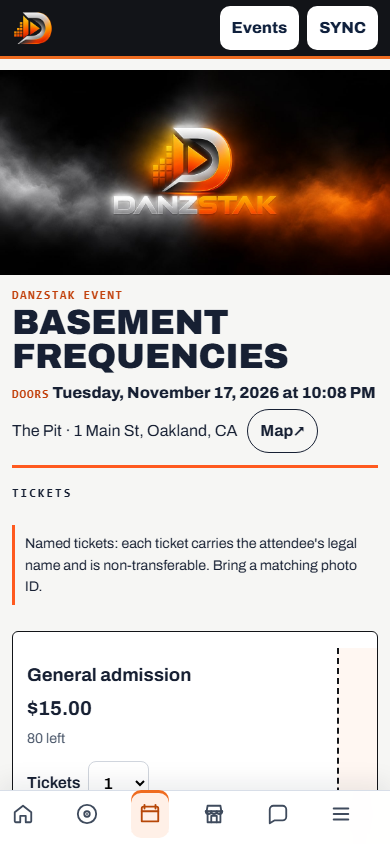 Events
SYNC
DANZSTAK
DANZSTAK EVENT
BASEMENT
FREQUENCIES
DOORS Tuesday, November 17, 2026 at 10:08 PM
The Pit · 1 Main St, Oakland, CA
Map↗
TICKETS
Named tickets: each ticket carries the attendee's legal
name and is non-transferable. Bring a matching photo
ID.
General admission
$15.00
80 left
Tickets 1